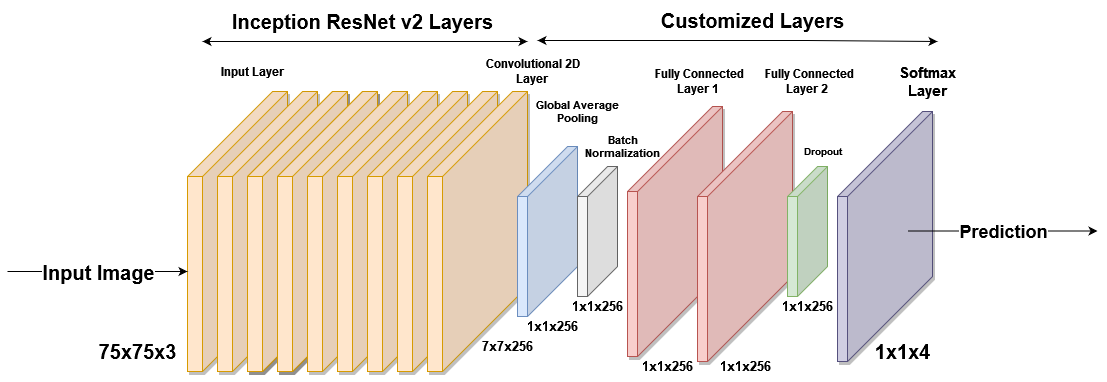 Inception ResNet v2 Layers
Customized Layers
Input Layer
Convolutional 2D
Layer
Global Average
Pooling
Batch
Normalization
Fully Connected
Layer 1
Fully Connected
Layer 2
Dropout
Softmax
Layer
Input Image
Prediction
75x75x3
7x7x256
1x1x256
1x1x256
1x1x256
1x1x256
1x1x256
1x1x4